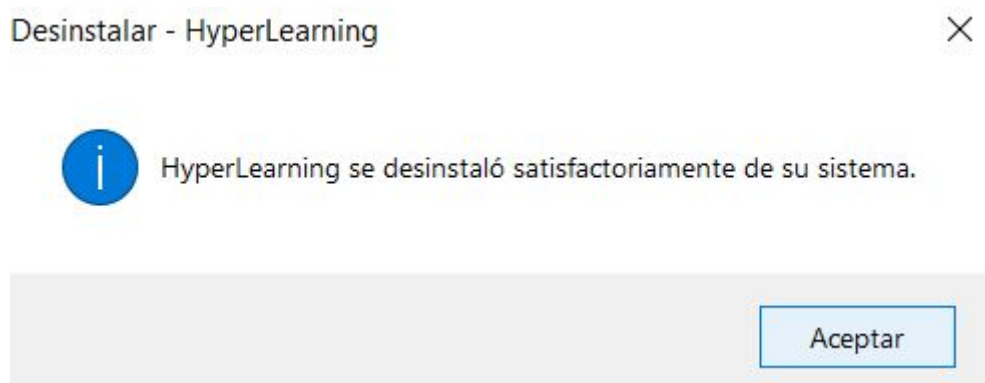 Desinstalar - HyperLearning
HyperLearning se desinstaló satisfactoriamente de su sistema.
Aceptar